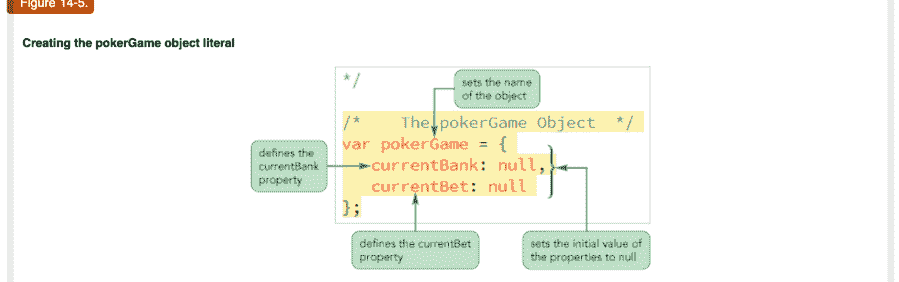 Figure 14-5.
Creating the pokerGame object literal
*/
sets the name
of the object
/* The pokerGame Object */
var pokerGame = {
defines the
currentBank
property
currentBank: null,
currentBet: null
};
defines the currentBet
property
sets the initial value of
the properties to null